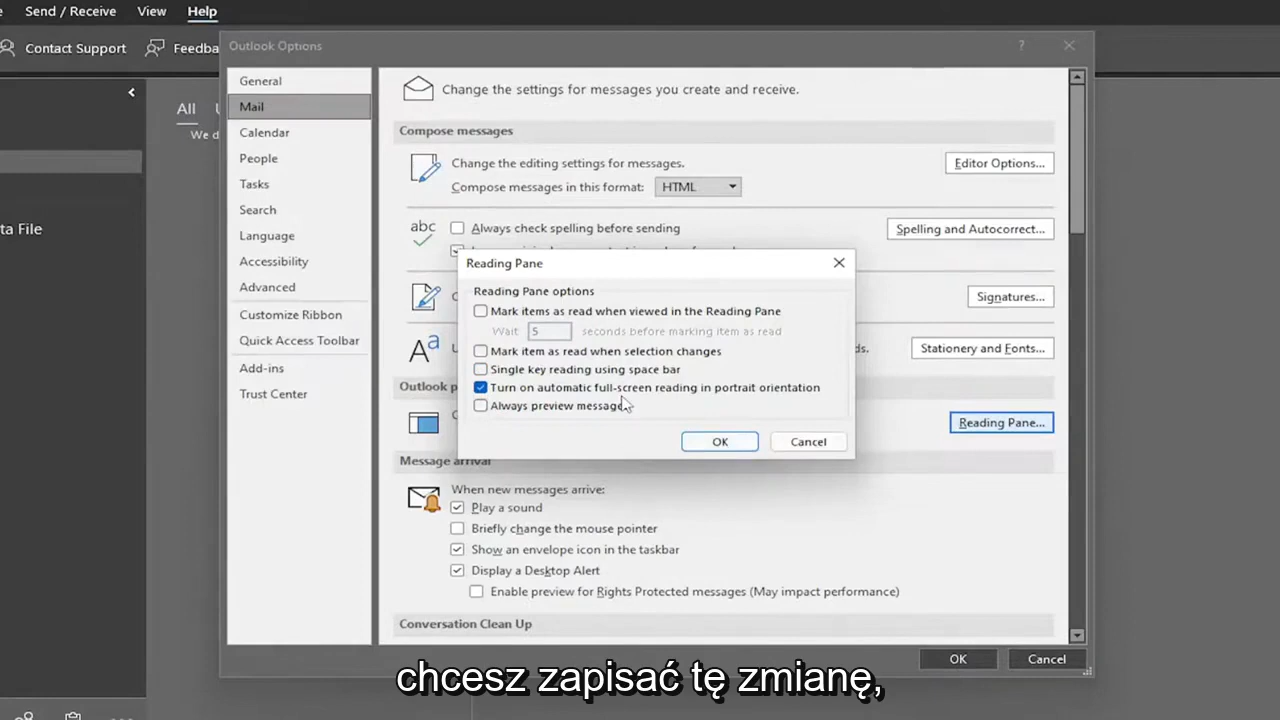 Send / Receive View Help
Contact Support Feedba
Outlook Options ?
All
We d
ta File
General
Mail
Calendar
People
Tasks
Search
Language
Accessibility
Advanced
Customize Ribbon
Quick Access Toolbar
Add-ins
Trust Center
Change the settings for messages you create and receive.
Compose messages
Change the editing settings for messages.
Editor Options...
Compose messages in this format: HTML
abc
Always check spelling before sending
Spelling and Autocorrect...
Signatures...
ds.
Stationery and Fonts...
Outlook p
Reading Pane...
Reading Pane
Reading Pane options
Mark items as read when viewed in the Reading Pane
Wait 5 seconds before marking item as read
Mark item as read when selection changes
Single key reading using space bar
Turn on automatic full-screen reading in portrait orientation
Always preview message
OK Cancel
Message arrival
When new messages arrive:
Play a sound
Briefly change the mouse pointer
Show an envelope icon in the taskbar
Display a Desktop Alert
Enable preview for Rights Protected messages (May impact performance)
Conversation Clean Up
OK Cancel
chcesz zapisać tę zmianę,